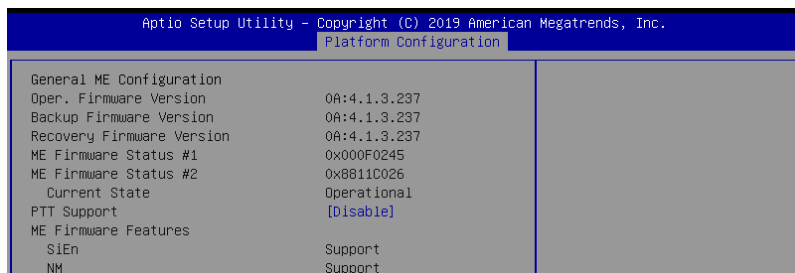 Aptio Setup Utility – Copyright (C) 2019 American Megatrends, Inc.
Platform Configuration
General ME Configuration
Oper. Firmware Version 0A:4.1.3.237
Backup Firmware Version 0A:4.1.3.237
Recovery Firmware Version 0A:4.1.3.237
ME Firmware Status #1 0x000F0245
ME Firmware Status #2 0x8811C026
Current State Operational
PTT Support [Disable]
ME Firmware Features
SiEn Support
NM Support